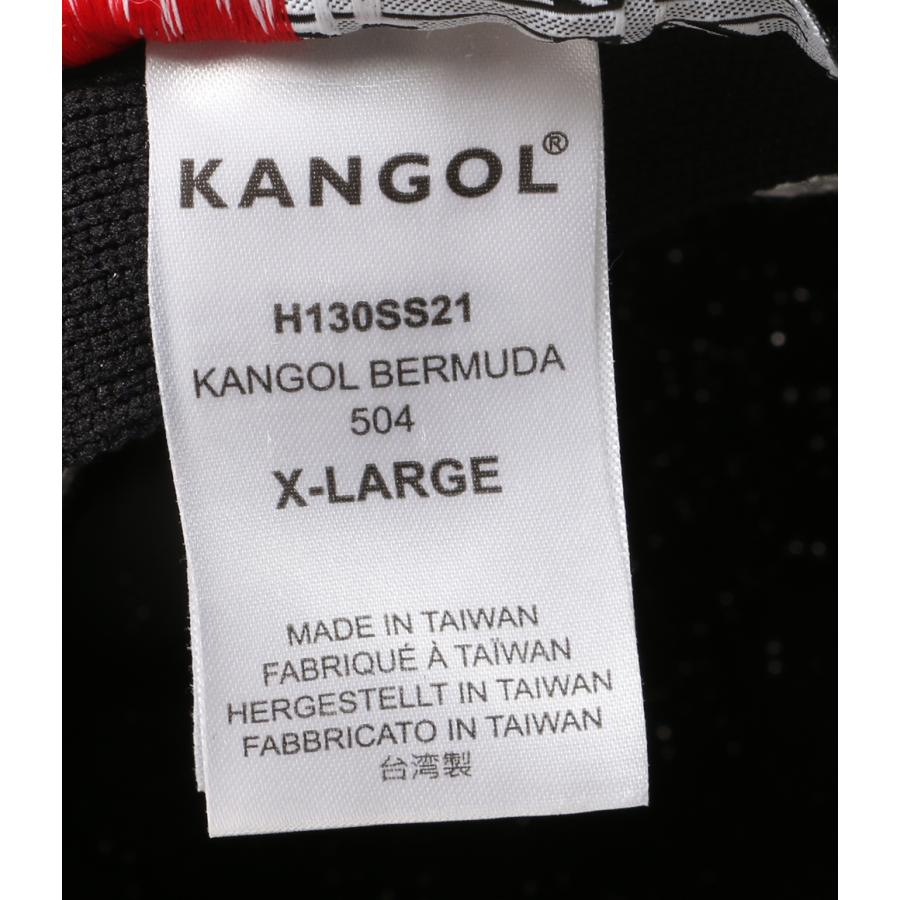 KANGOL®
H130SS21
KANGOL BERMUDA
504
X-LARGE
MADE IN TAIWAN
FABRIQUÉ À TAÏWAN
HERGESTELLT IN TAIWAN
FABBRICATO IN TAIWAN
台湾製